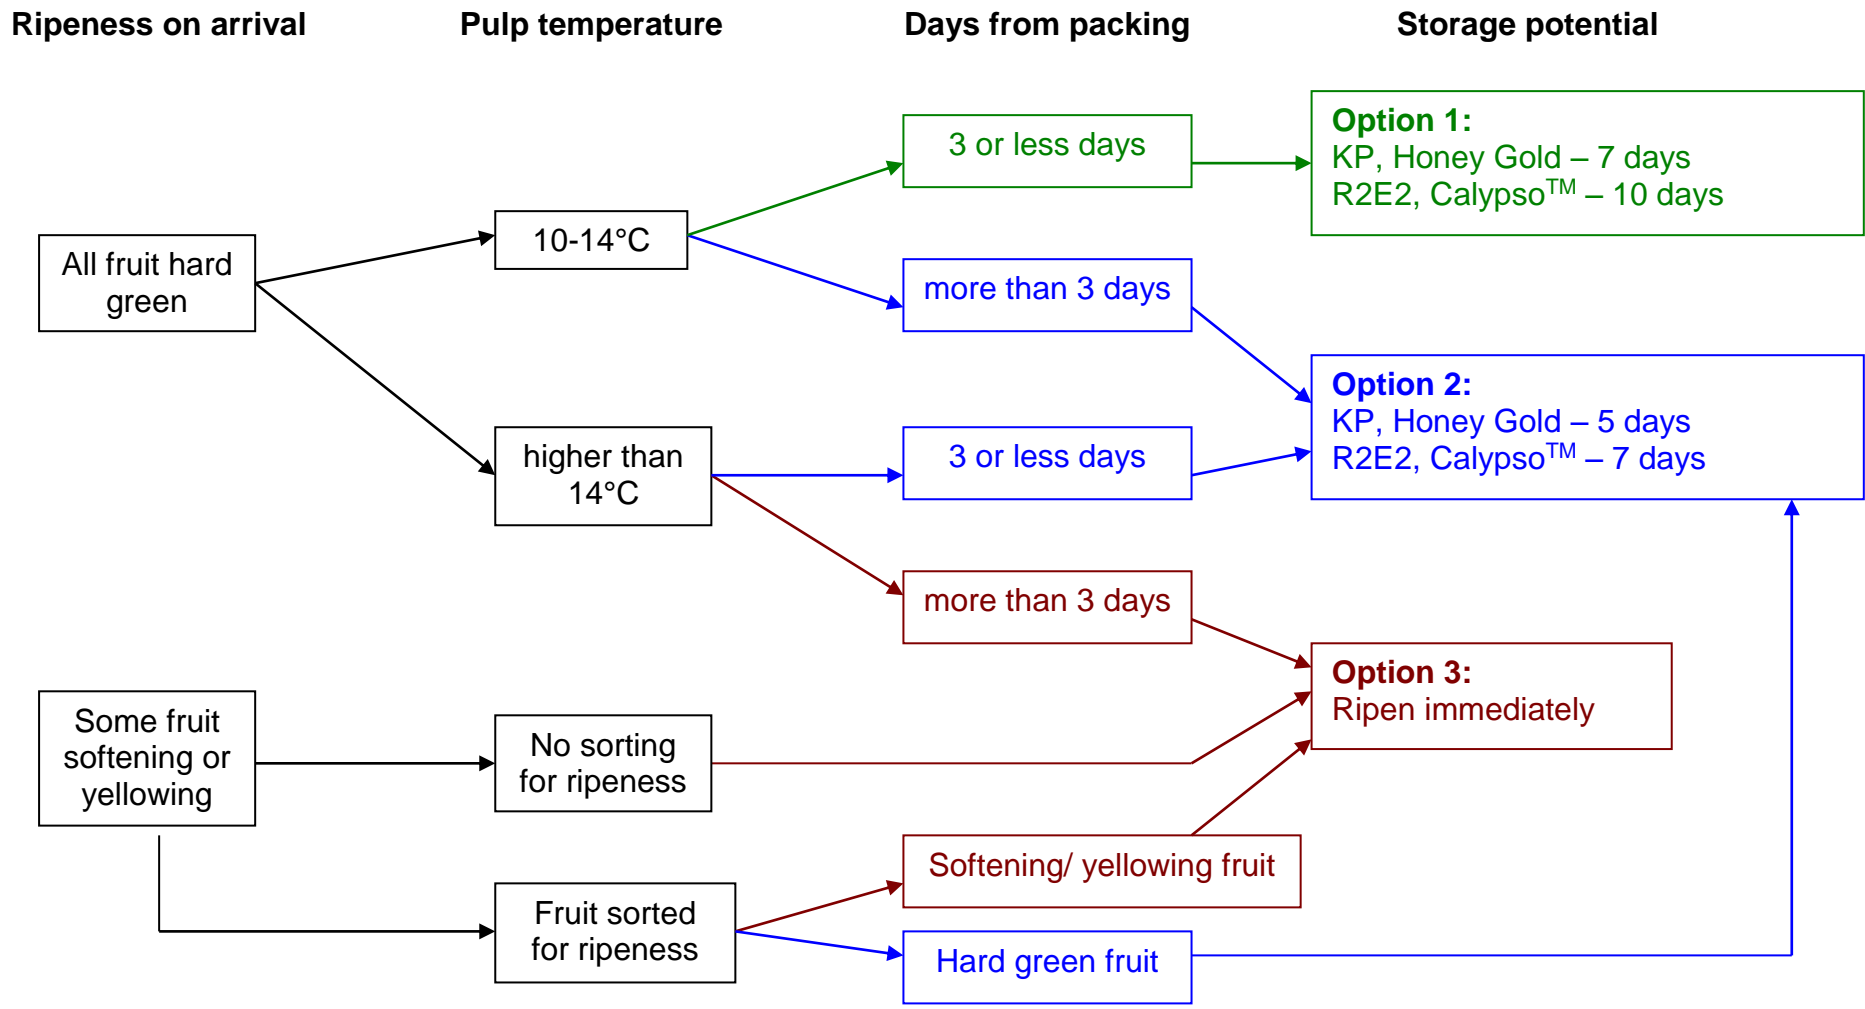 Ripeness on arrival
Pulp temperature
Days from packing
Storage potential
All fruit hard
green
10-14°C
higher than
14°C
3 or less days
more than 3 days
3 or less days
more than 3 days
Option 1:
KP, Honey Gold – 7 days
R2E2, Calypso™ – 10 days
Option 2:
KP, Honey Gold – 5 days
R2E2, Calypso™ – 7 days
Option 3:
Ripen immediately
Some fruit
softening or
yellowing
No sorting
for ripeness
Fruit sorted
for ripeness
Softening/ yellowing fruit
Hard green fruit